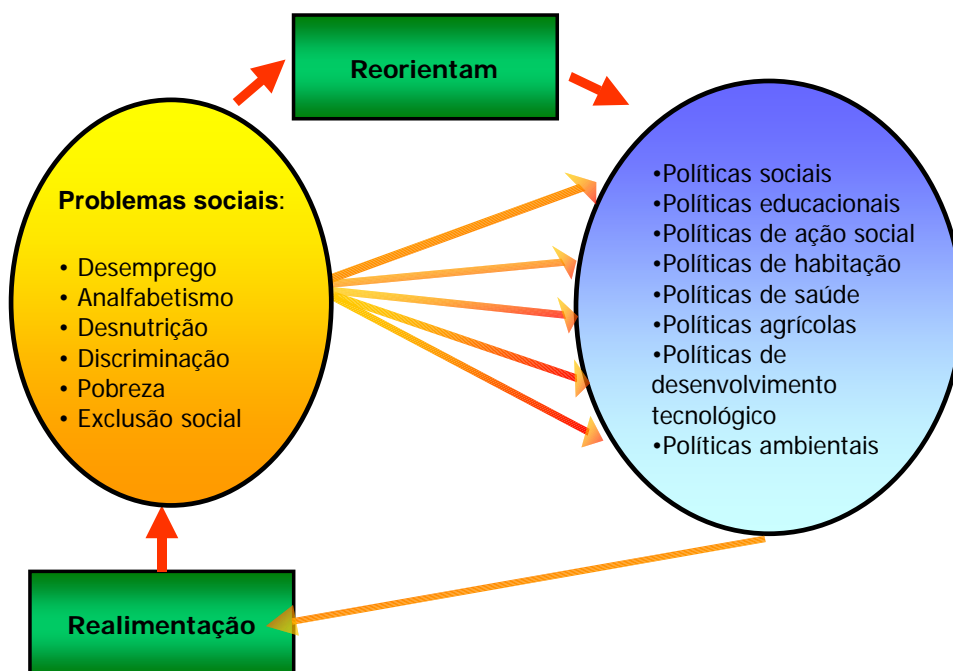 Reorientam
Problemas sociais:
• Desemprego
• Analfabetismo
• Desnutrição
• Discriminação
• Pobreza
• Exclusão social
•Políticas sociais
•Políticas educacionais
•Políticas de ação social
•Políticas de habitação
•Políticas de saúde
•Políticas agrícolas
•Políticas de
desenvolvimento
tecnológico
•Políticas ambientais
Realimentação